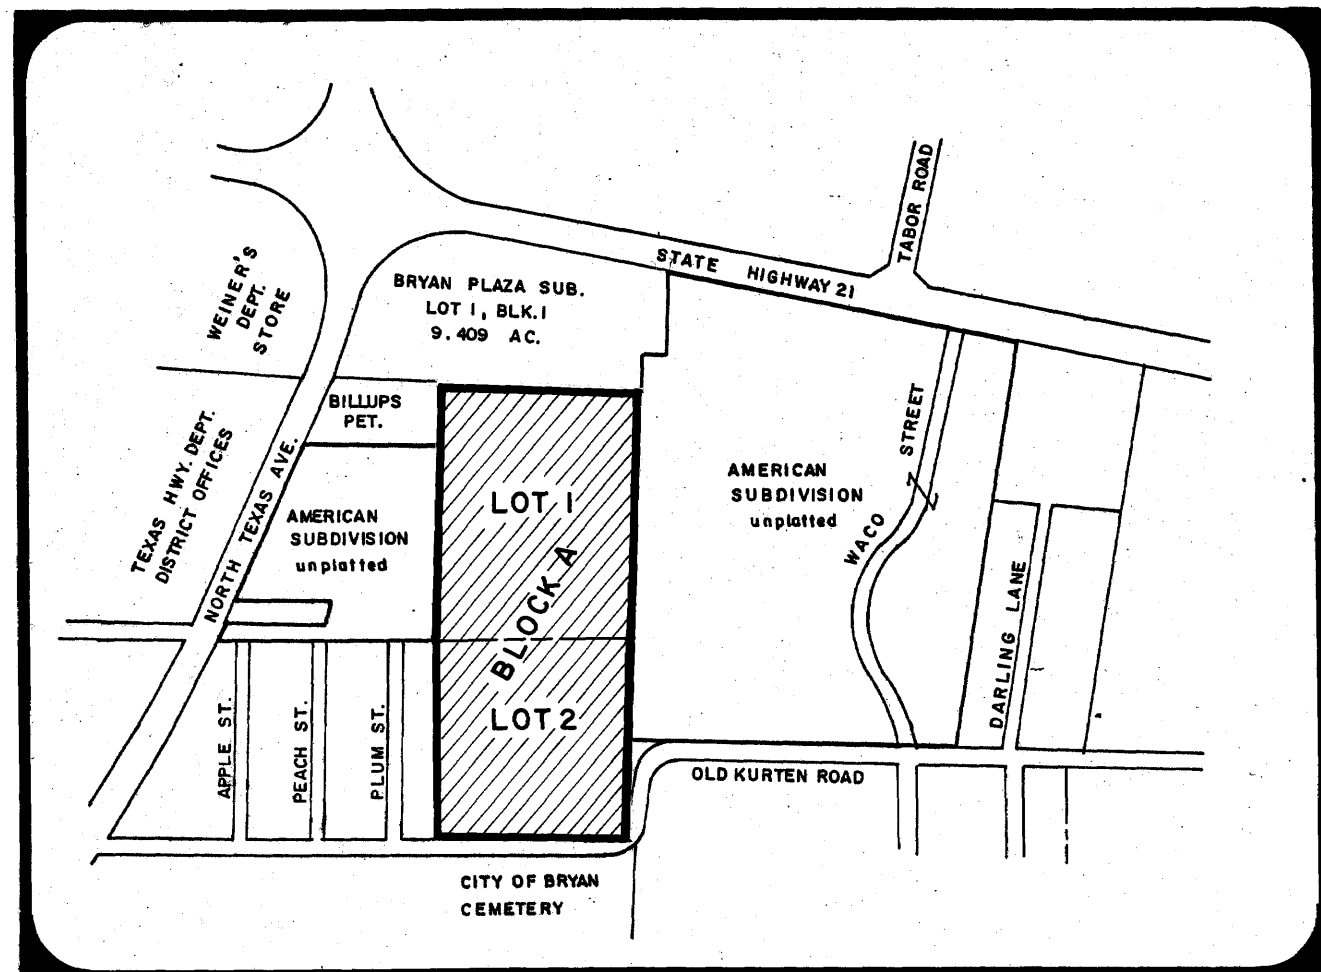 TABOR ROAD
STATE HIGHWAY 21
WEINER'S
DEPT.
STORE
BRYAN PLAZA SUB.
LOT 1, BLK.1
9.409 AC.
BILLUPS
PET.
TEXAS HWY. DEPT.
DISTRICT OFFICES
NORTH TEXAS AVE.
AMERICAN
SUBDIVISION
unplatted
LOT 1
BLOCK A
LOT 2
AMERICAN
SUBDIVISION
unplatted
WACO STREET
DARLING LANE
APPLE ST.
PEACH ST.
PLUM ST.
OLD KURTEN ROAD
CITY OF BRYAN
CEMETERY